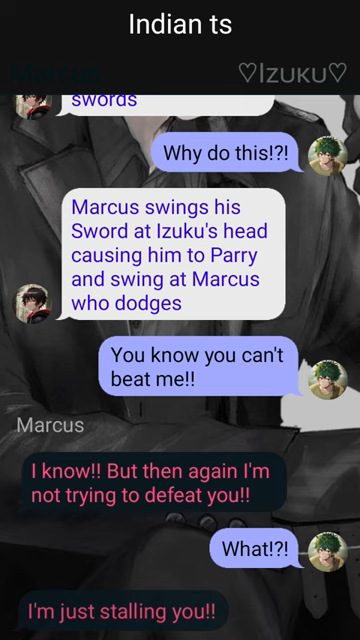 Indian ts
Marcus
♡Izuku♡
swords
Why do this!?!
Marcus swings his
Sword at Izuku's head
causing him to Parry
and swing at Marcus
who dodges
You know you can't
beat me!!
Marcus
I know!! But then again I'm
not trying to defeat you!!
What!?!
I'm just stalling you!!